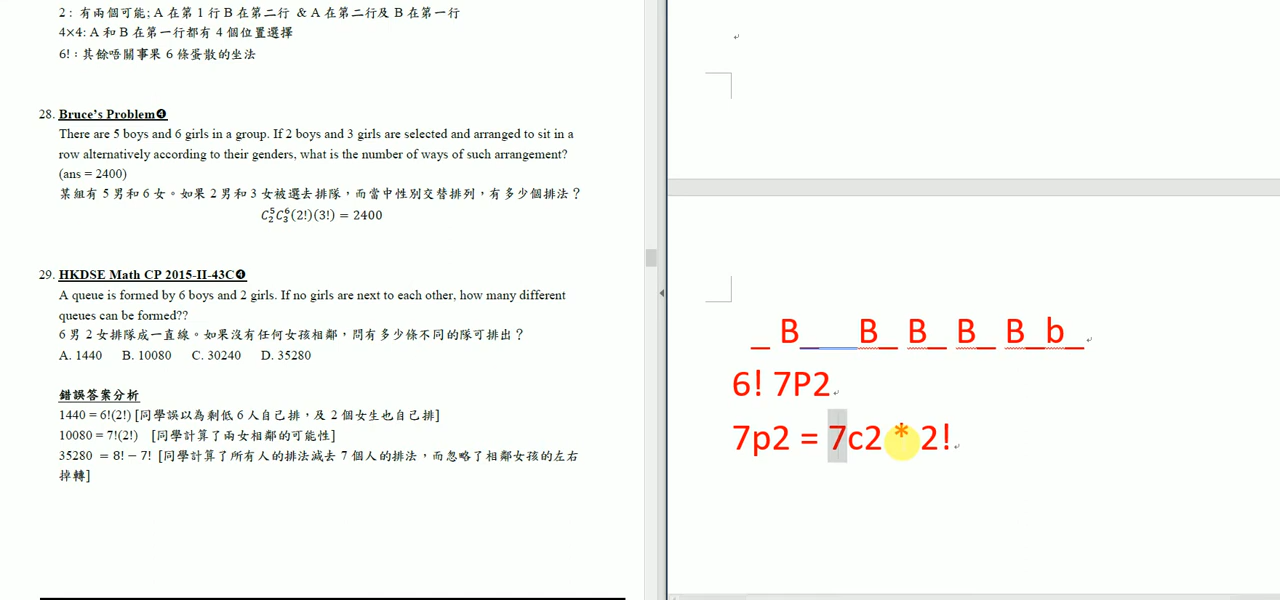 2 : 有兩個可能; A 在第 1 行 B 在第二行 & A 在第二行及 B 在第一行
4×4: A 和 B 在第一行都有 4 個位置選擇
6! : 其餘唔關事果 6 條蛋散的坐法
28. Bruce's Problem❹
There are 5 boys and 6 girls in a group. If 2 boys and 3 girls are selected and arranged to sit in a
row alternatively according to their genders, what is the number of ways of such arrangement?
(ans = 2400)
某組有 5 男和 6 女。如果 2 男和 3 女被選去排隊，而當中性別交替排列，有多少個排法？
C₂⁵C₃⁶(2!)(3!) = 2400
29. HKDSE Math CP 2015-II-43C❹
A queue is formed by 6 boys and 2 girls. If no girls are next to each other, how many different
queues can be formed??
6 男 2 女排隊成一直線。如果沒有任何女孩相鄰，問有多少條不同的隊可排出？
A. 1440 B. 10080 C. 30240 D. 35280
錯誤答案分析
1440 = 6!(2!) [同學誤以為剩低 6 人自己排，及 2 個女生也自己排]
10080 = 7!(2!) [同學計算了兩女相鄰的可能性]
35280 = 8! − 7! [同學計算了所有人的排法減去 7 個人的排法，而忽略了相鄰女孩的左右
掉轉]
_ B___ B_ B_ B_ B_b_
6! 7P2
7p2 = 7c2 * 2!